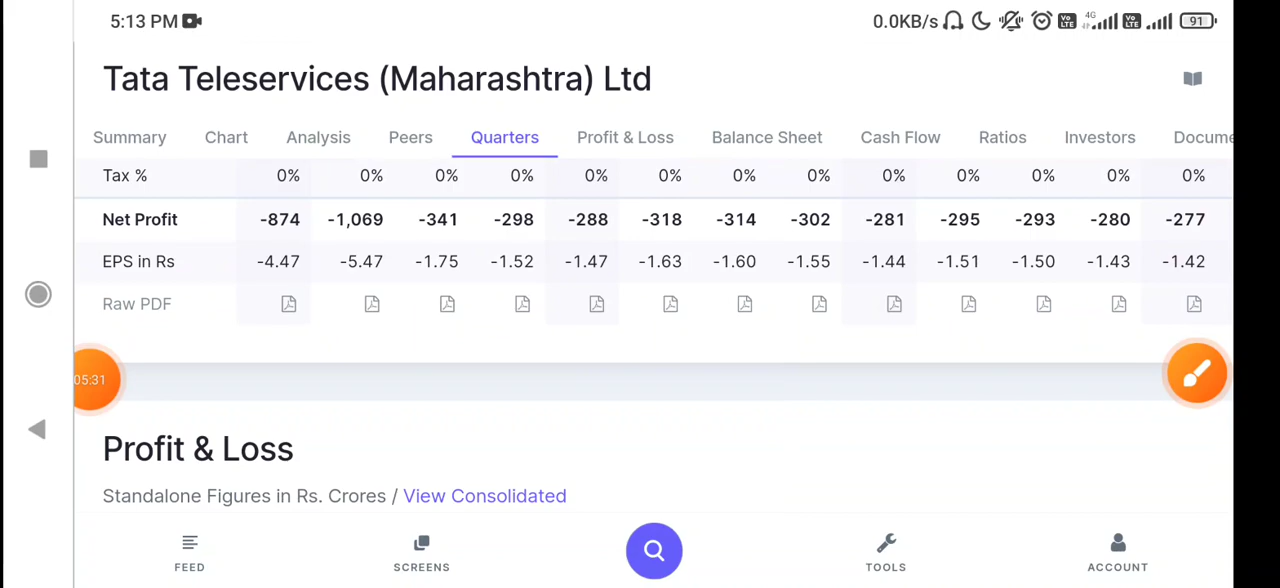 5:13 PM 0.0KB/s Vo LTE 4G Vo LTE 91
Tata Teleservices (Maharashtra) Ltd
Summary Chart Analysis Peers Quarters Profit & Loss Balance Sheet Cash Flow Ratios Investors Docume
Tax % 0% 0% 0% 0% 0% 0% 0% 0% 0% 0% 0% 0% 0%
Net Profit -874 -1,069 -341 -298 -288 -318 -314 -302 -281 -295 -293 -280 -277
EPS in Rs -4.47 -5.47 -1.75 -1.52 -1.47 -1.63 -1.60 -1.55 -1.44 -1.51 -1.50 -1.43 -1.42
Raw PDF
05:31
Profit & Loss
Standalone Figures in Rs. Crores / View Consolidated
FEED SCREENS TOOLS ACCOUNT